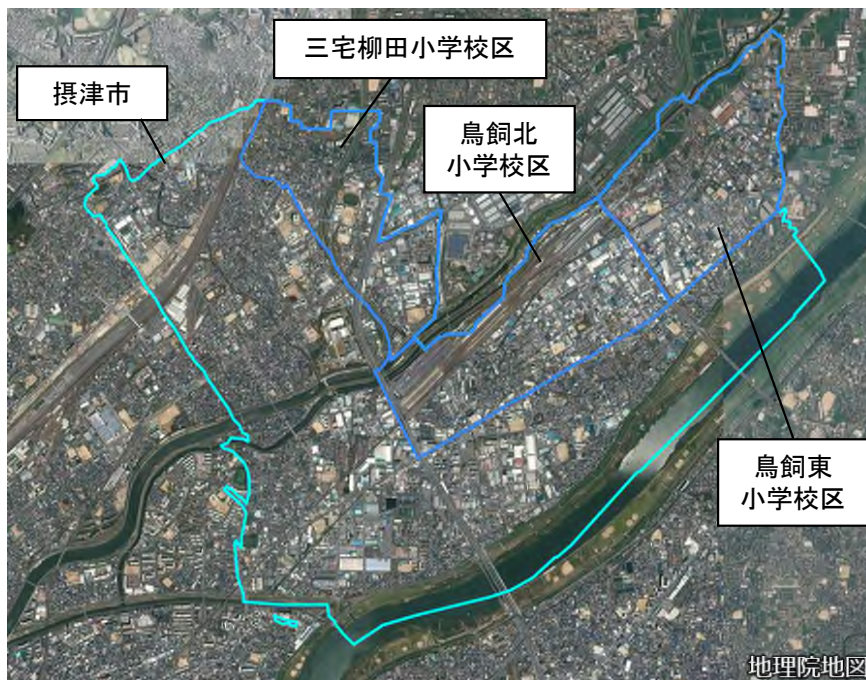 三宅柳田小学校区
摂津市
鳥飼北
小学校区
鳥飼東
小学校区
地理院地図